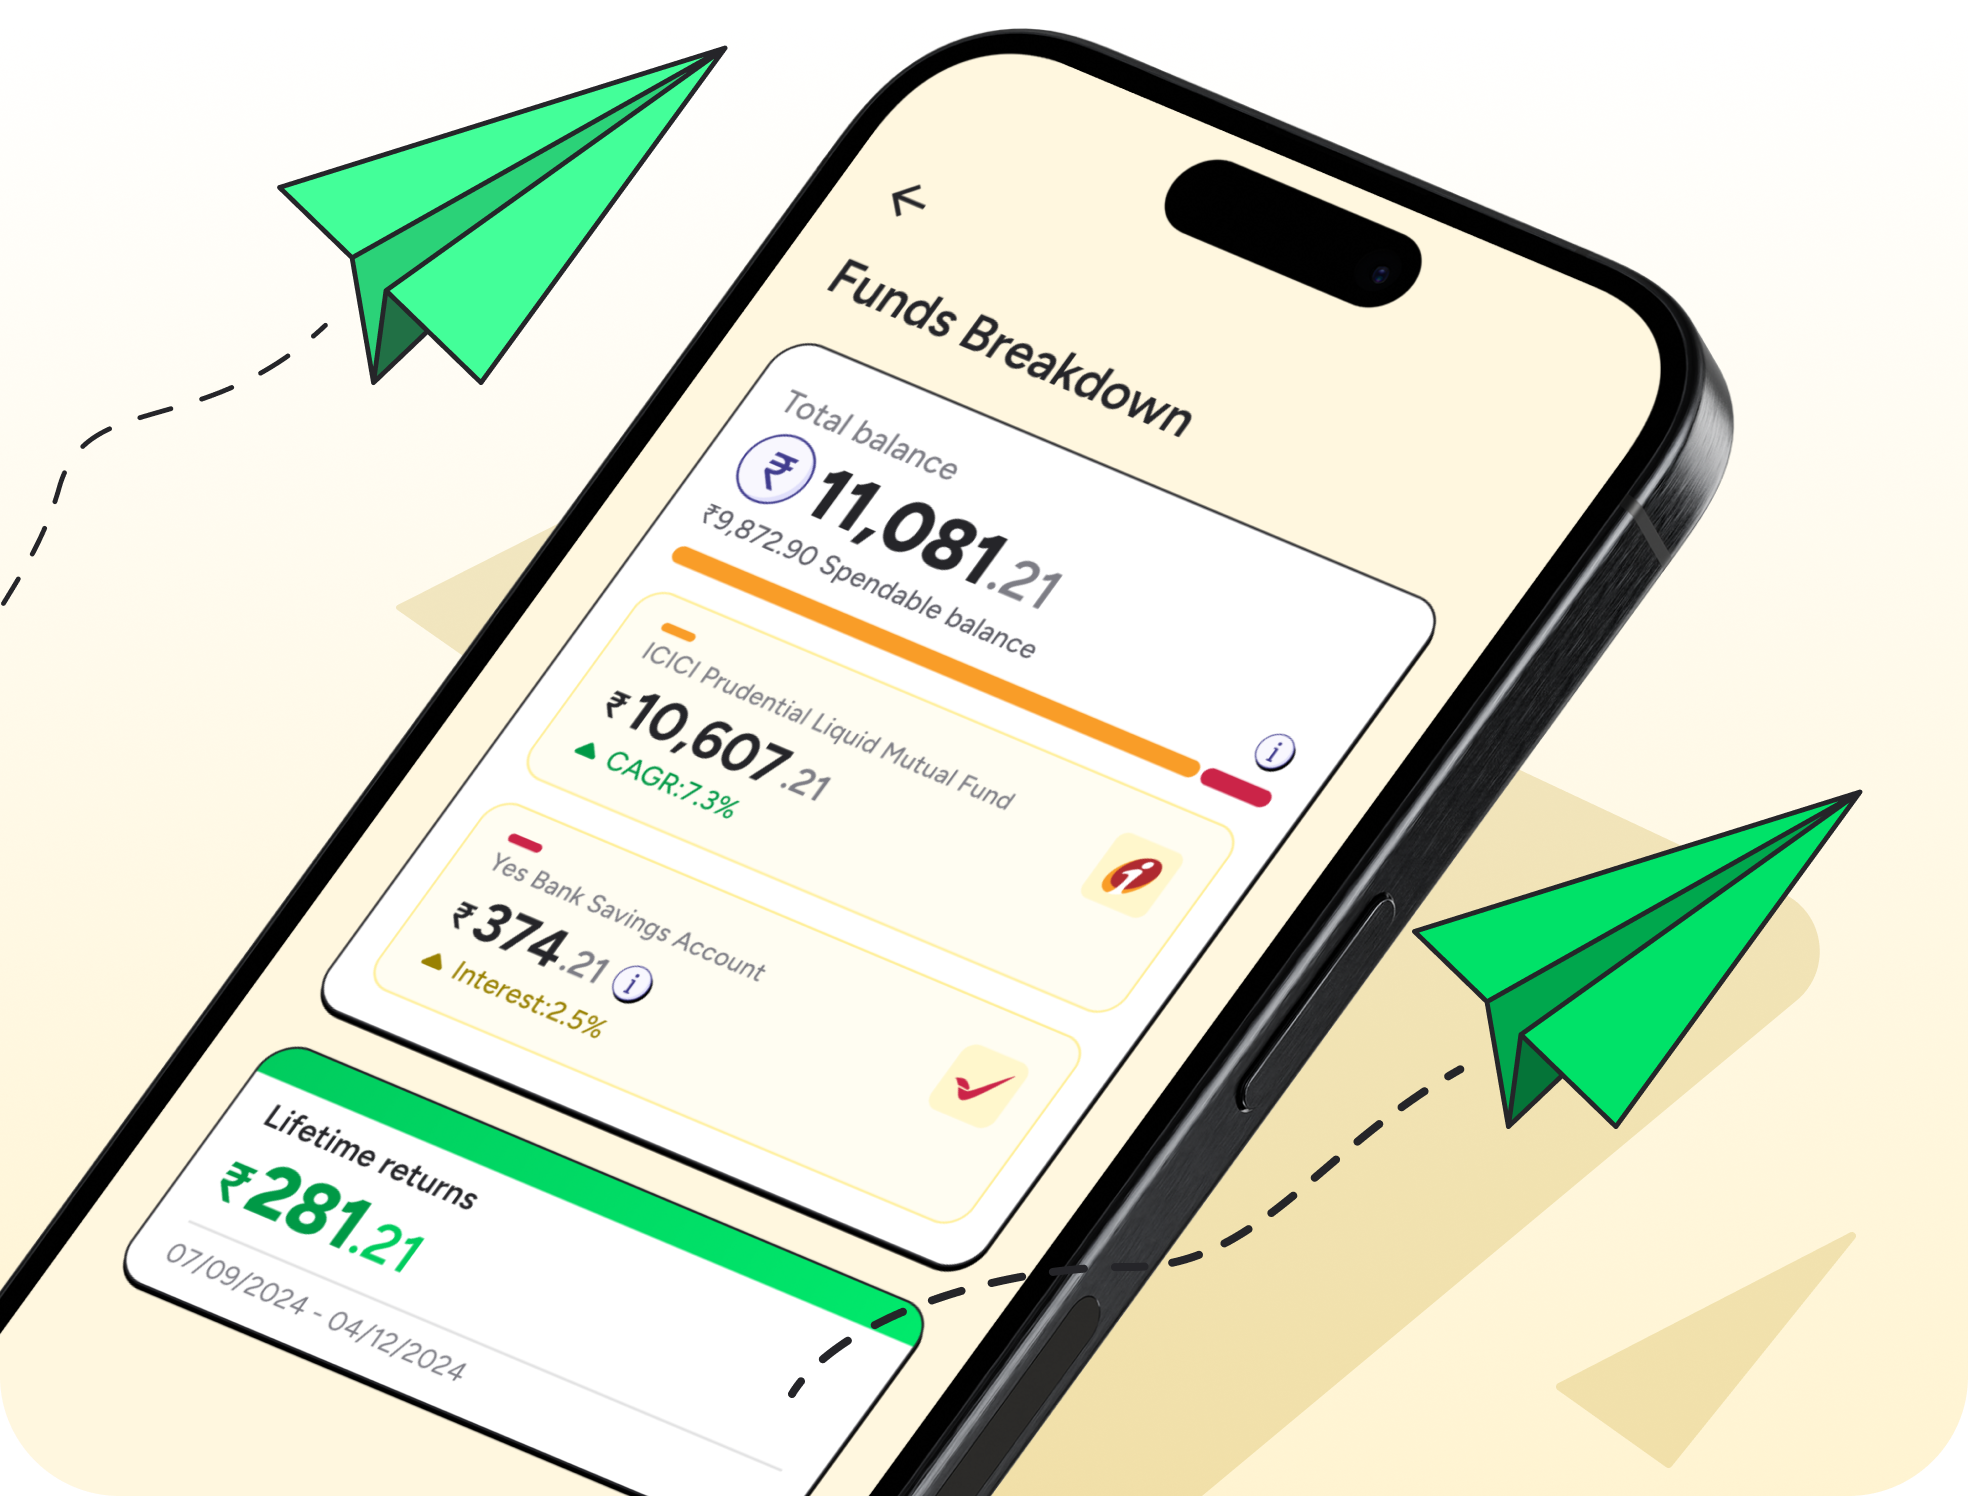 Funds Breakdown
Total balance
₹ 11,081.21
₹9,872.90 Spendable balance
i
ICICI Prudential Liquid Mutual Fund
₹10,607.21
▲ CAGR:7.3%
Yes Bank Savings Account
₹374.21 i
▲ Interest:2.5%
Lifetime returns
₹281.21
07/09/2024 - 04/12/2024